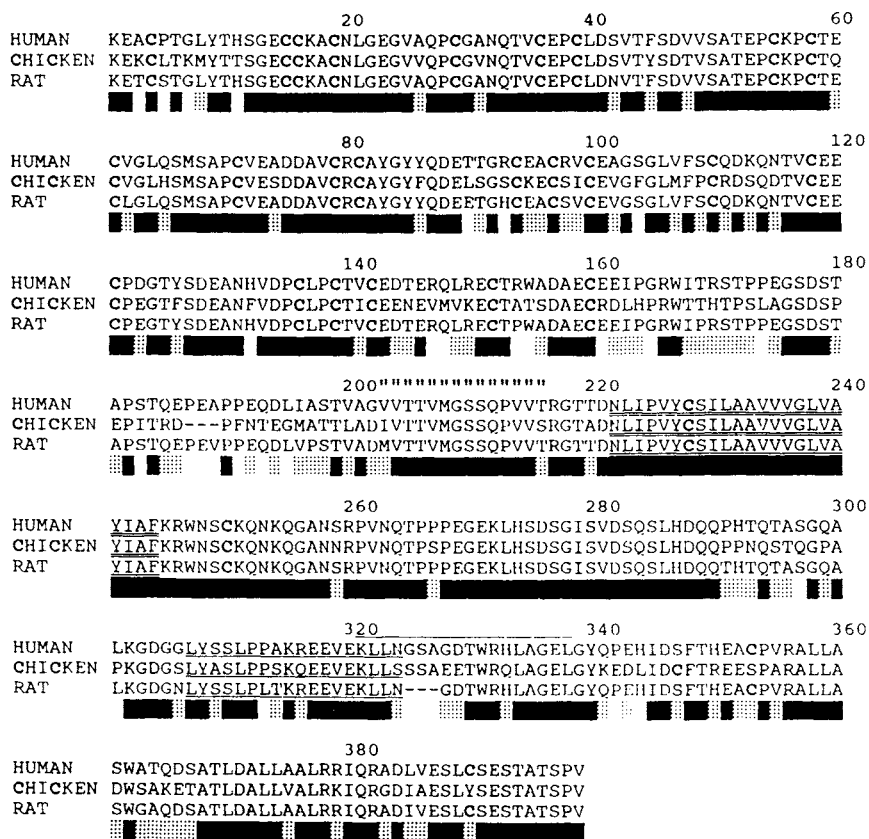 20 40 60
HUMAN KEACPTGLYTHSGECCKACNLGEGVAQPCGANQTVCEPCLDSVTFSDVVSATEPCKPCTE
CHICKEN KEKCLTKMYTTSGECCKACNLGEGVVQPCGVNQTVCEPCLDSVTYSDTVSATEPCKPCTQ
RAT KETCSTGLYTHSGECCKACNLGEGVAQPCGANQTVCEPCLDNVTFSDVVSATEPCKPCTE
80 100 120
HUMAN CVGLQSMSAPCVEADDAVCRCAYGYYQDETTGRCEACRVCEAGSGLVFSCQDKQNTVCEE
CHICKEN CVGLHSMSAPCVESDDAVCRCAYGYFQDELSGSCKECSICEVGFGLMFPCRDSQDTVCEE
RAT CLGLQSMSAPCVEADDAVCRCAYGYYQDEETGHCEACSVCEVGSGLVFSCQDKQNTVCEE
140 160 180
HUMAN CPDGTYSDEANHVDPCLPCTVCEDTERQLRECTRWADAECEEIPGRWITRSTPPEGSDST
CHICKEN CPEGTFSDEANFVDPCLPCTICEENEVMVKECTATSDAECRDLHPRWTTHTPSLAGSDSP
RAT CPEGTYSDEANHVDPCLPCTVCEDTERQLRECTPWADAECEEIPGRWIPRSTPPEGSDST
200"""""""""""""" 220 240
HUMAN APSTQEPEAPPEQDLIASTVAGVVTTVMGSSQPVVTRGTTDNLIPVYCSILAAVVVGLVA
CHICKEN EPITRD---PFNTEGMATTLADIVTTVMGSSQPVVSRGTADNLIPVYCSILAAVVVGLVA
RAT APSTQEPEVPPEQDLVPSTVADMVTTVMGSSQPVVTRGTTDNLIPVYCSILAAVVVGLVA
260 280 300
HUMAN YIAFKRWNSCKQNKQGANSRPVNQTPPPEGEKLHSDSGISVDSQSLHDQQPHTQTASGQA
CHICKEN YIAFKRWNSCKQNKQGANNRPVNQTPSPEGEKLHSDSGISVDSQSLHDQQPPNQSTQGPA
RAT YIAFKRWNSCKQNKQGANSRPVNQTPPPEGEKLHSDSGISVDSQSLHDQQTHTQTASGQA
320 340 360
HUMAN LKGDGGLYSSLPPAKREEVEKLLNGSAGDTWRHLAGELGYQPEHIDSFTHEACPVRALLA
CHICKEN PKGDGSLYASLPPSKQEEVEKLLSSSAEETWRQLAGELGYKEDLIDCFTREESPARALLA
RAT LKGDGNLYSSLPLTKREEVEKLLN---GDTWRHLAGELGYQPEHIDSFTHEACPVRALLA
380
HUMAN SWATQDSATLDALLAALRRIQRADLVESLCSESTATSPV
CHICKEN DWSAKETATLDALLVALRKIQRGDIAESLYSESTATSPV
RAT SWGAQDSATLDALLAALRRIQRADIVESLCSESTATSPV